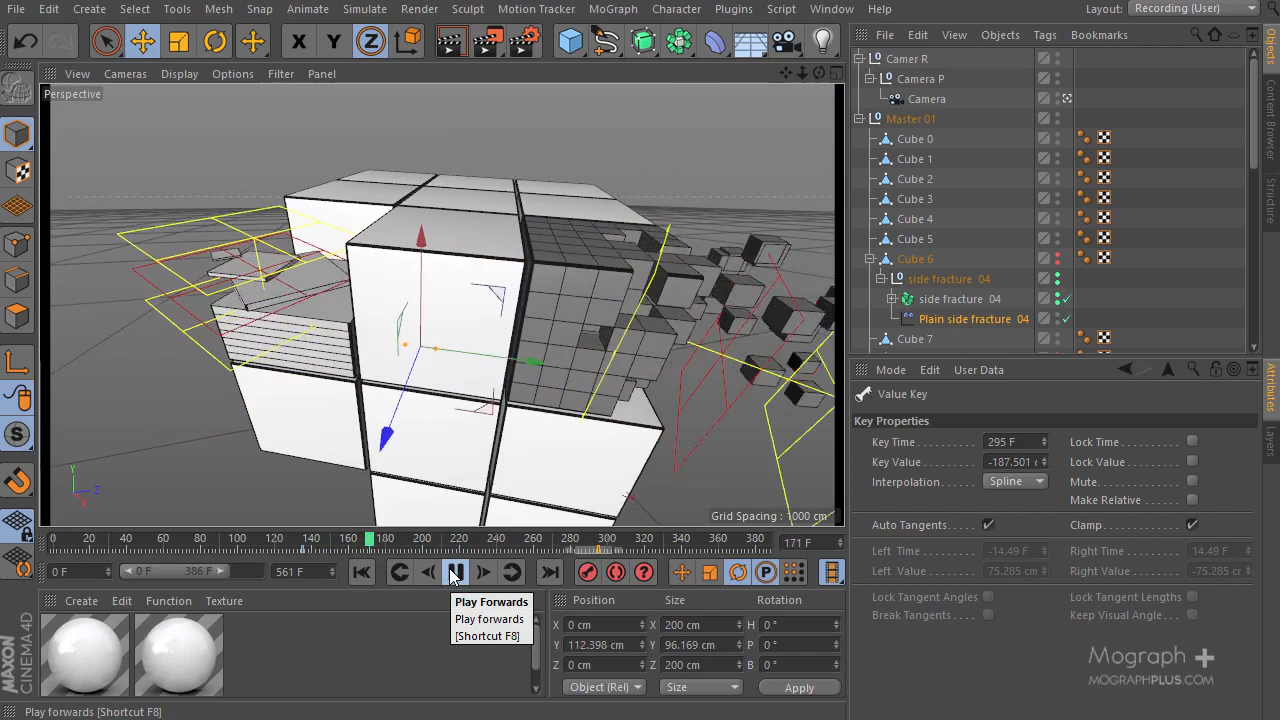 File Edit Create Select Tools Mesh Snap Animate Simulate Render Sculpt Motion Tracker MoGraph Character Plugins Script Window Help Layout: Recording (User)
X Y Z
View Cameras Display Options Filter Panel
Perspective
Y
Z
X
Grid Spacing : 1000 cm
0 20 40 60 80 100 120 140 160 180 200 220 240 260 280 300 320 340 360 380
171 F
0 F 0 F 386 F 561 F
Create Edit Function Texture
Play Forwards
Play forwards
[Shortcut F8]
Position Size Rotation
X 0 cm X 200 cm H 0 °
Y 112.398 cm Y 96.169 cm P 0 °
Z 0 cm Z 200 cm B 0 °
Object (Rel) Size Apply
MAXON
CINEMA 4D
Play forwards [Shortcut F8]
File Edit View Objects Tags Bookmarks
Camer R
Camera P
Camera
Master 01
Cube 0
Cube 1
Cube 2
Cube 3
Cube 4
Cube 5
Cube 6
side fracture 04
side fracture 04
Plain side fracture 04
Cube 7
Objects
Content Browser
Structure
Attributes
Layers
Mode Edit User Data
Value Key
Key Properties
Key Time 295 F Lock Time
Key Value -187.501 c Lock Value
Interpolation Spline Mute:
Make Relative
Auto Tangents Clamp
Left Time -14.49 F Right Time 14.49 F
Left Value 75.285 cm Right Value -75.285 cm
Lock Tangent Angles Lock Tangent Lengths
Break Tangents Keep Visual Angle
Mograph +
MOGRAPHPLUS.COM